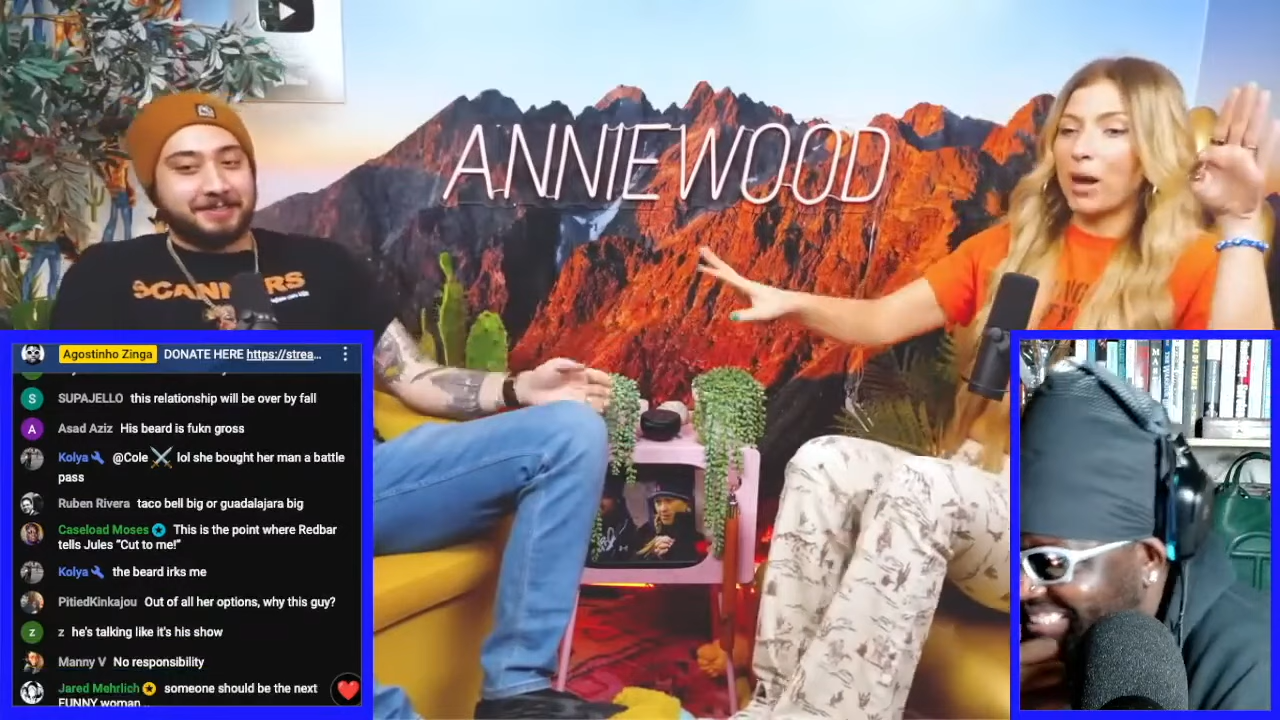 ANNIEWOOD
SCANNERS
Agostinho Zinga DONATE HERE https://strea...
SUPAJELLO this relationship will be over by fall
Asad Aziz His beard is fukn gross
Kolya @Cole lol she bought her man a battle
pass
Ruben Rivera taco bell big or guadalajara big
Caseload Moses This is the point where Redbar
tells Jules “Cut to me!”
Kolya the beard irks me
PitiedKinkajou Out of all her options, why this guy?
z he's talking like it's his show
Manny V No responsibility
Jared Mehrlich someone should be the next
FUNNY woman ..